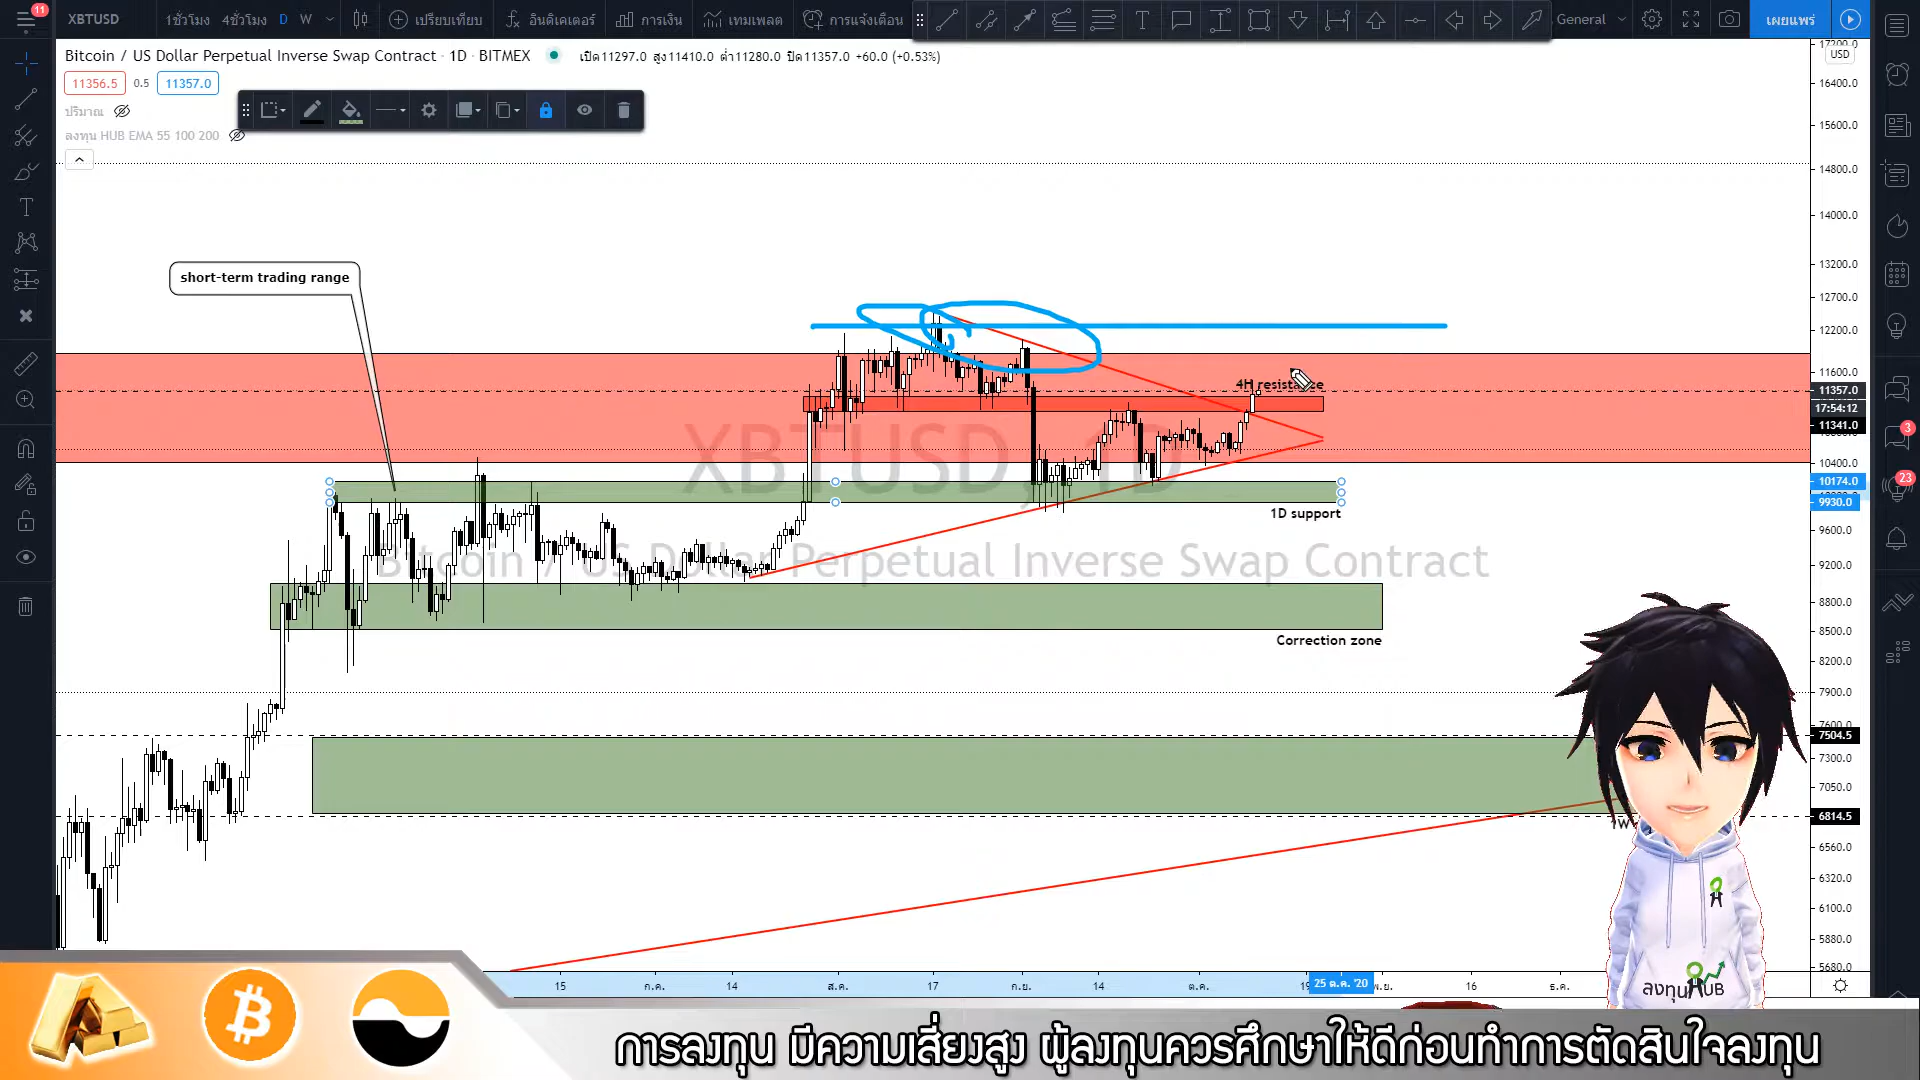 11
XBTUSD 1ชั่วโมง 4ชั่วโมง D W เปรียบเทียบ อินดิเคเตอร์ การเงิน เทมเพลต การแจ้งเตือน General เผยแพร่
Bitcoin / US Dollar Perpetual Inverse Swap Contract · 1D · BITMEX เปิด11297.0 สูง11410.0 ต่ำ11280.0 ปิด11357.0 +60.0 (+0.53%)
11356.5 0.5 11357.0
ปริมาณ
ลงทุน HUB EMA 55 100 200
17200.0
USD
16400.0
15600.0
14800.0
14000.0
13200.0
12700.0
12200.0
11600.0
11357.0
17:54:12
11341.0
10400.0
10174.0
9930.0
9600.0
9200.0
8800.0
8500.0
8200.0
7900.0
7600.0
7504.5
7300.0
7050.0
6814.5
6560.0
6320.0
6100.0
5880.0
5680.0
3
23
short-term trading range
4H resistance
XBTUSD, 1D
1D support
Bitcoin / US Dollar Perpetual Inverse Swap Contract
Correction zone
1W
15 ก.ค. 14 ส.ค. 17 ก.ย. 14 ต.ค. 19 25 ต.ค. '20 พ.ย. 16 ธ.ค.
ลงทุนHUB
การลงทุน มีความเสี่ยงสูง ผู้ลงทุนควรศึกษาให้ดีก่อนทำการตัดสินใจลงทุน